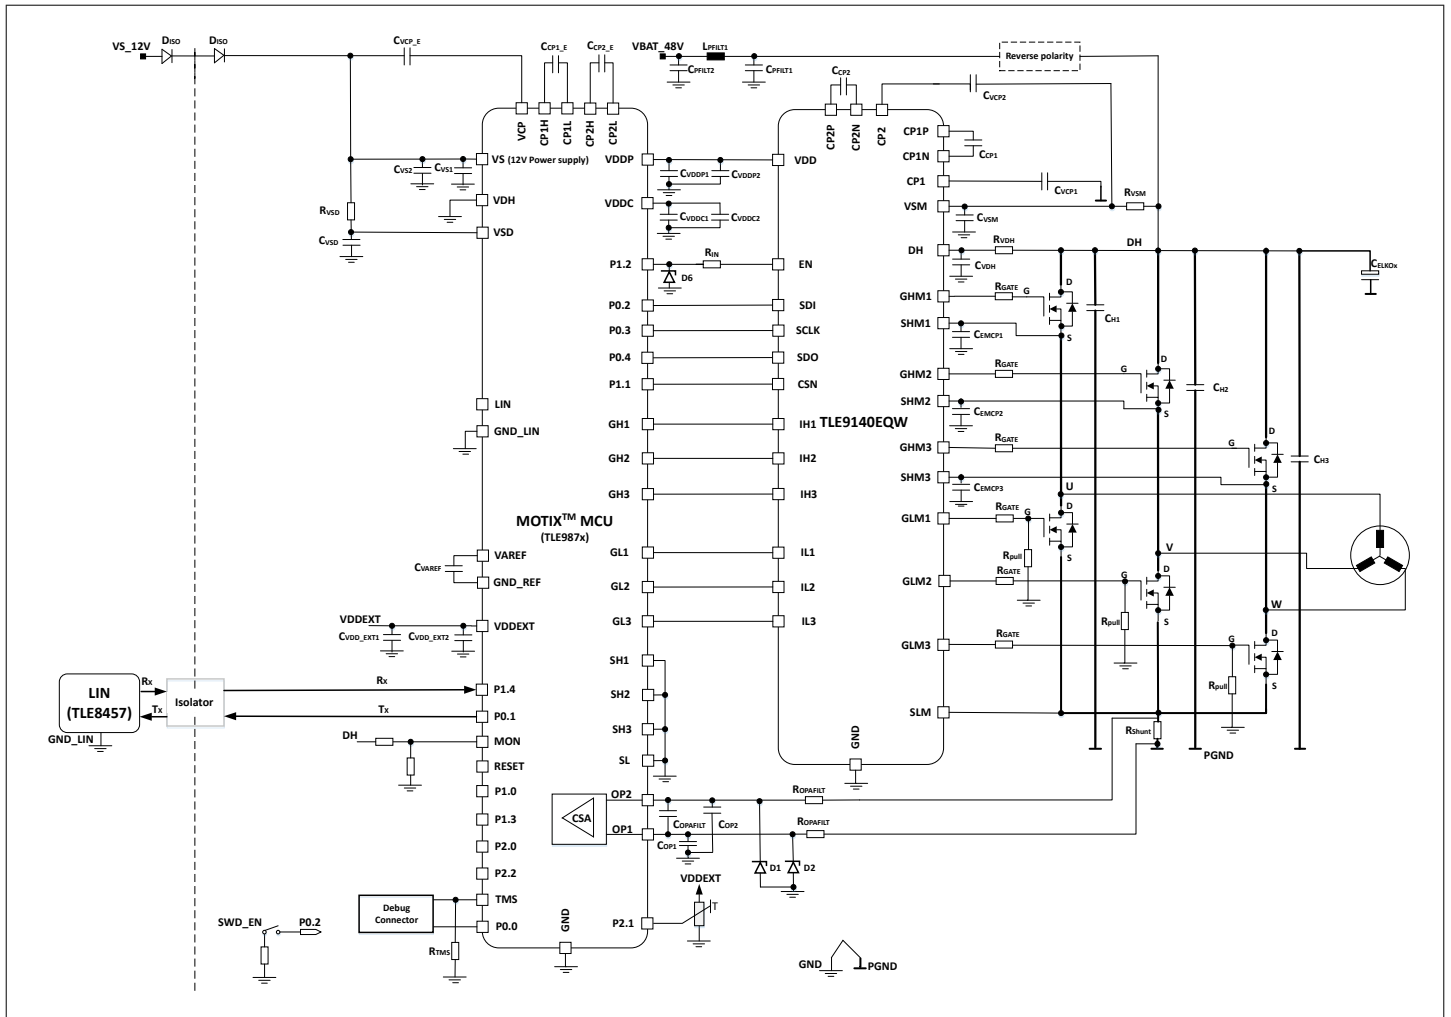 VS_12V
DISO
DISO
CVCP_E
CCP1_E
CCP2_E
VBAT_48V
LPFILT1
CPFILT2
CPFILT1
Reverse polarity
CCP2
CVCP2
VCP
CP1H
CP1L
CP2H
CP2L
CP2P
CP2N
CP2
CP1P
CP1N
CCP1
CP1
CVCP1
RVSM
VSM
CVSM
CVS2
CVS1
VS (12V Power supply)
VDDP
CVDDP1
CVDDP2
VDD
VDH
RVSD
VDDC
CVDDC1
CVDDC2
VSD
CVSD
DH
RVDH
DH
CVDH
CELKOx
P1.2
D6
RIN
EN
GHM1
RGATE
G
D
S
CH1
P0.2
SDI
SHM1
CEMCP1
P0.3
SCLK
P0.4
SDO
GHM2
RGATE
G
D
S
CH2
P1.1
CSN
SHM2
CEMCP2
LIN
GND_LIN
GH1
IH1
TLE9140EQW
GHM3
RGATE
G
D
S
CH3
GH2
IH2
SHM3
CEMCP3
GH3
IH3
U
MOTIX™ MCU
(TLE987x)
GLM1
RGATE
G
D
S
Rpull
VAREF
CVAREF
GND_REF
GL1
IL1
V
GL2
IL2
GLM2
RGATE
G
D
S
Rpull
W
VDDEXT
CVDD_EXT1
CVDD_EXT2
VDDEXT
GL3
IL3
GLM3
RGATE
G
D
S
Rpull
SH1
LIN
(TLE8457)
Rx
Tx
GND_LIN
Isolator
Rx
Tx
P1.4
P0.1
SH2
SH3
SL
SLM
RShunt
PGND
GND
DH
MON
RESET
P1.0
P1.3
P2.0
P2.2
CSA
OP2
OP1
COPAFILT
COP2
COP1
ROPAFILT
ROPAFILT
D1
D2
VDDEXT
T
Debug
Connector
TMS
P0.0
RTMS
GND
P2.1
SWD_EN
P0.2
GND
PGND